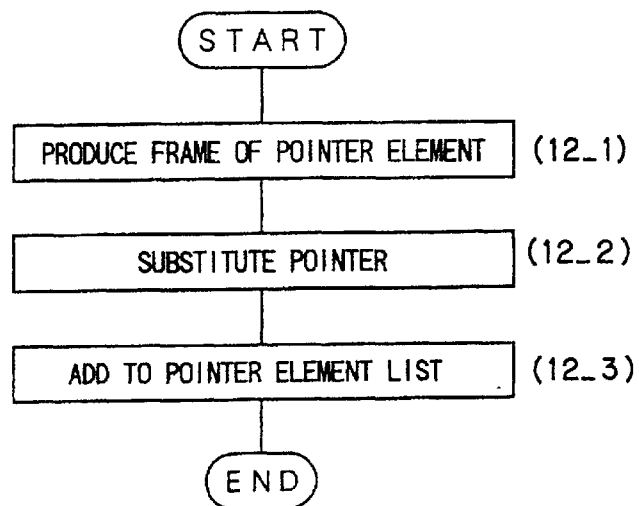 START
PRODUCE FRAME OF POINTER ELEMENT (12_1)
SUBSTITUTE POINTER (12_2)
ADD TO POINTER ELEMENT LIST (12_3)
END